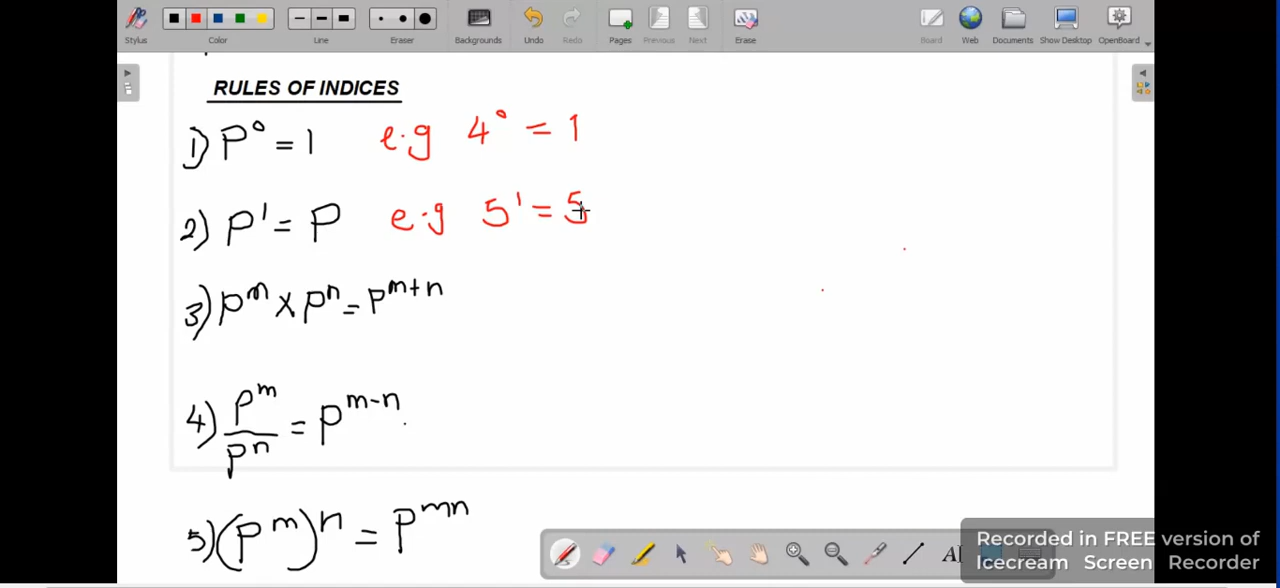 Stylus Color Line Eraser Backgrounds Undo Redo Pages Previous Next Erase Board Web Documents Show Desktop OpenBoard
RULES OF INDICES
1) P⁰ = 1 e.g 4⁰ = 1
2) P¹ = P e.g 5¹ = 5
3) Pᵐ × Pⁿ = Pᵐ⁺ⁿ
4) Pᵐ/Pⁿ = Pᵐ⁻ⁿ
5) (Pᵐ)ⁿ = Pᵐⁿ
Recorded in FREE version of
Icecream Screen Recorder